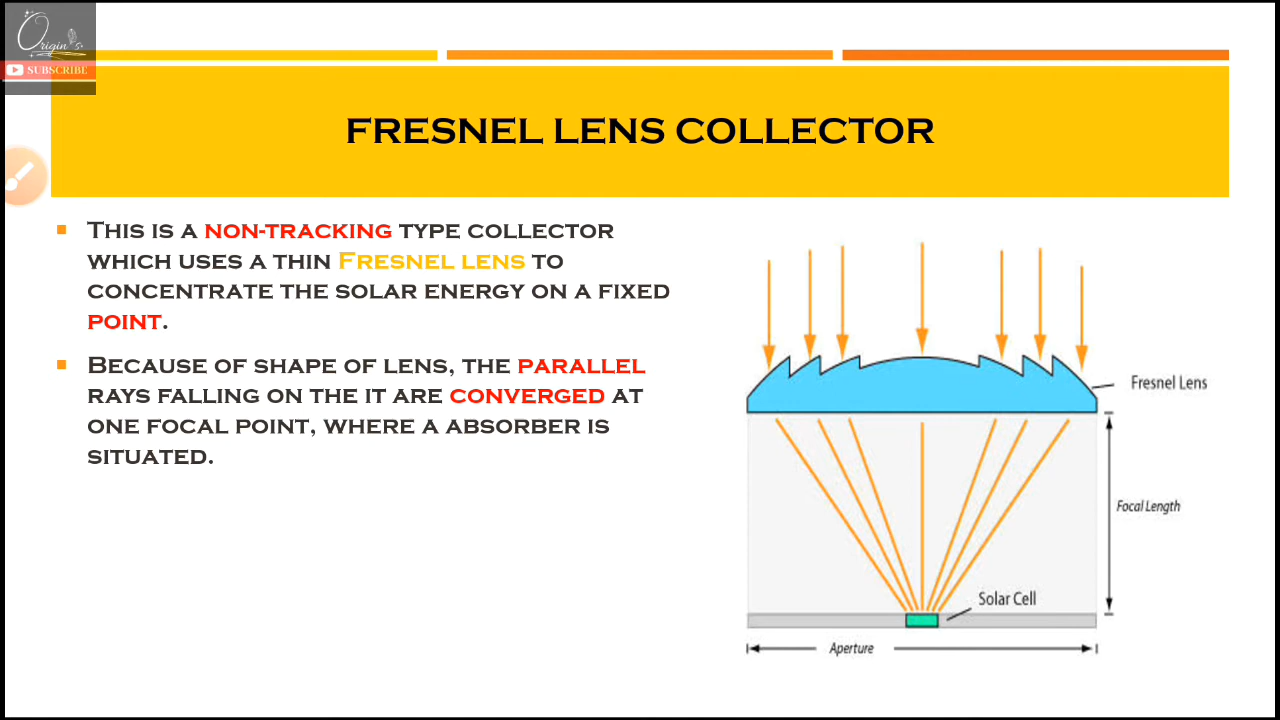 Origin's
SUBSCRIBE
FRESNEL LENS COLLECTOR
THIS IS A NON-TRACKING TYPE COLLECTOR
WHICH USES A THIN FRESNEL LENS TO
CONCENTRATE THE SOLAR ENERGY ON A FIXED
POINT.
BECAUSE OF SHAPE OF LENS, THE PARALLEL
RAYS FALLING ON THE IT ARE CONVERGED AT
ONE FOCAL POINT, WHERE A ABSORBER IS
SITUATED.
Fresnel Lens
Focal Length
Solar Cell
Aperture